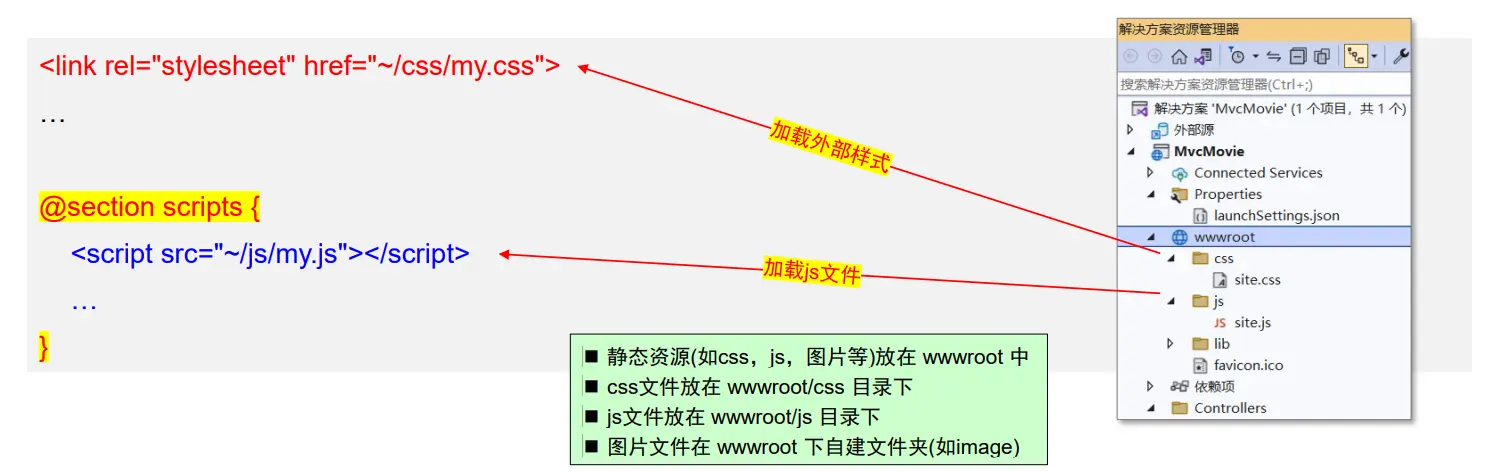 <link rel="stylesheet" href="~/css/my.css">
…
@section scripts {
<script src="~/js/my.js"></script>
…
}
加载外部样式
加载js文件
静态资源(如css，js，图片等)放在 wwwroot 中
css文件放在 wwwroot/css 目录下
js文件放在 wwwroot/js 目录下
图片文件在 wwwroot 下自建文件夹(如image)
解决方案资源管理器
搜索解决方案资源管理器(Ctrl+;)
解决方案 'MvcMovie' (1 个项目，共 1 个)
外部源
MvcMovie
Connected Services
Properties
launchSettings.json
wwwroot
css
site.css
js
JS site.js
lib
favicon.ico
依赖项
Controllers